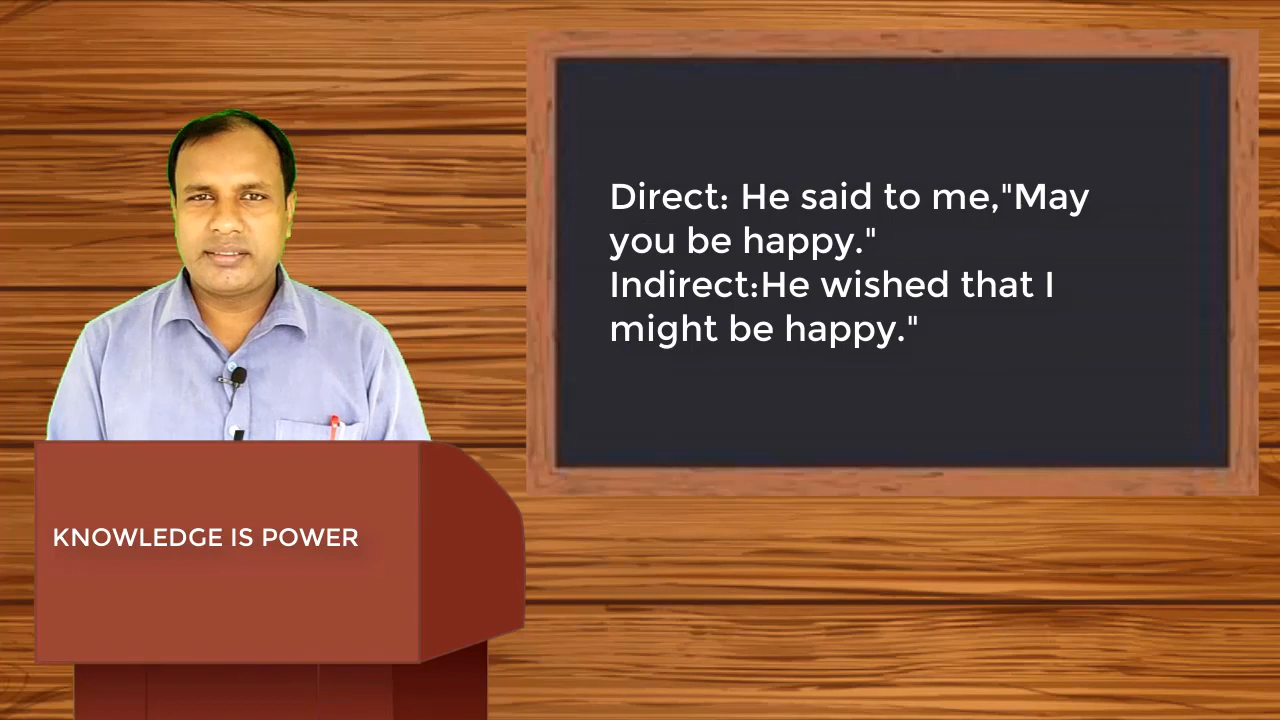 Direct: He said to me,"May
you be happy."
Indirect:He wished that I
might be happy."
KNOWLEDGE IS POWER